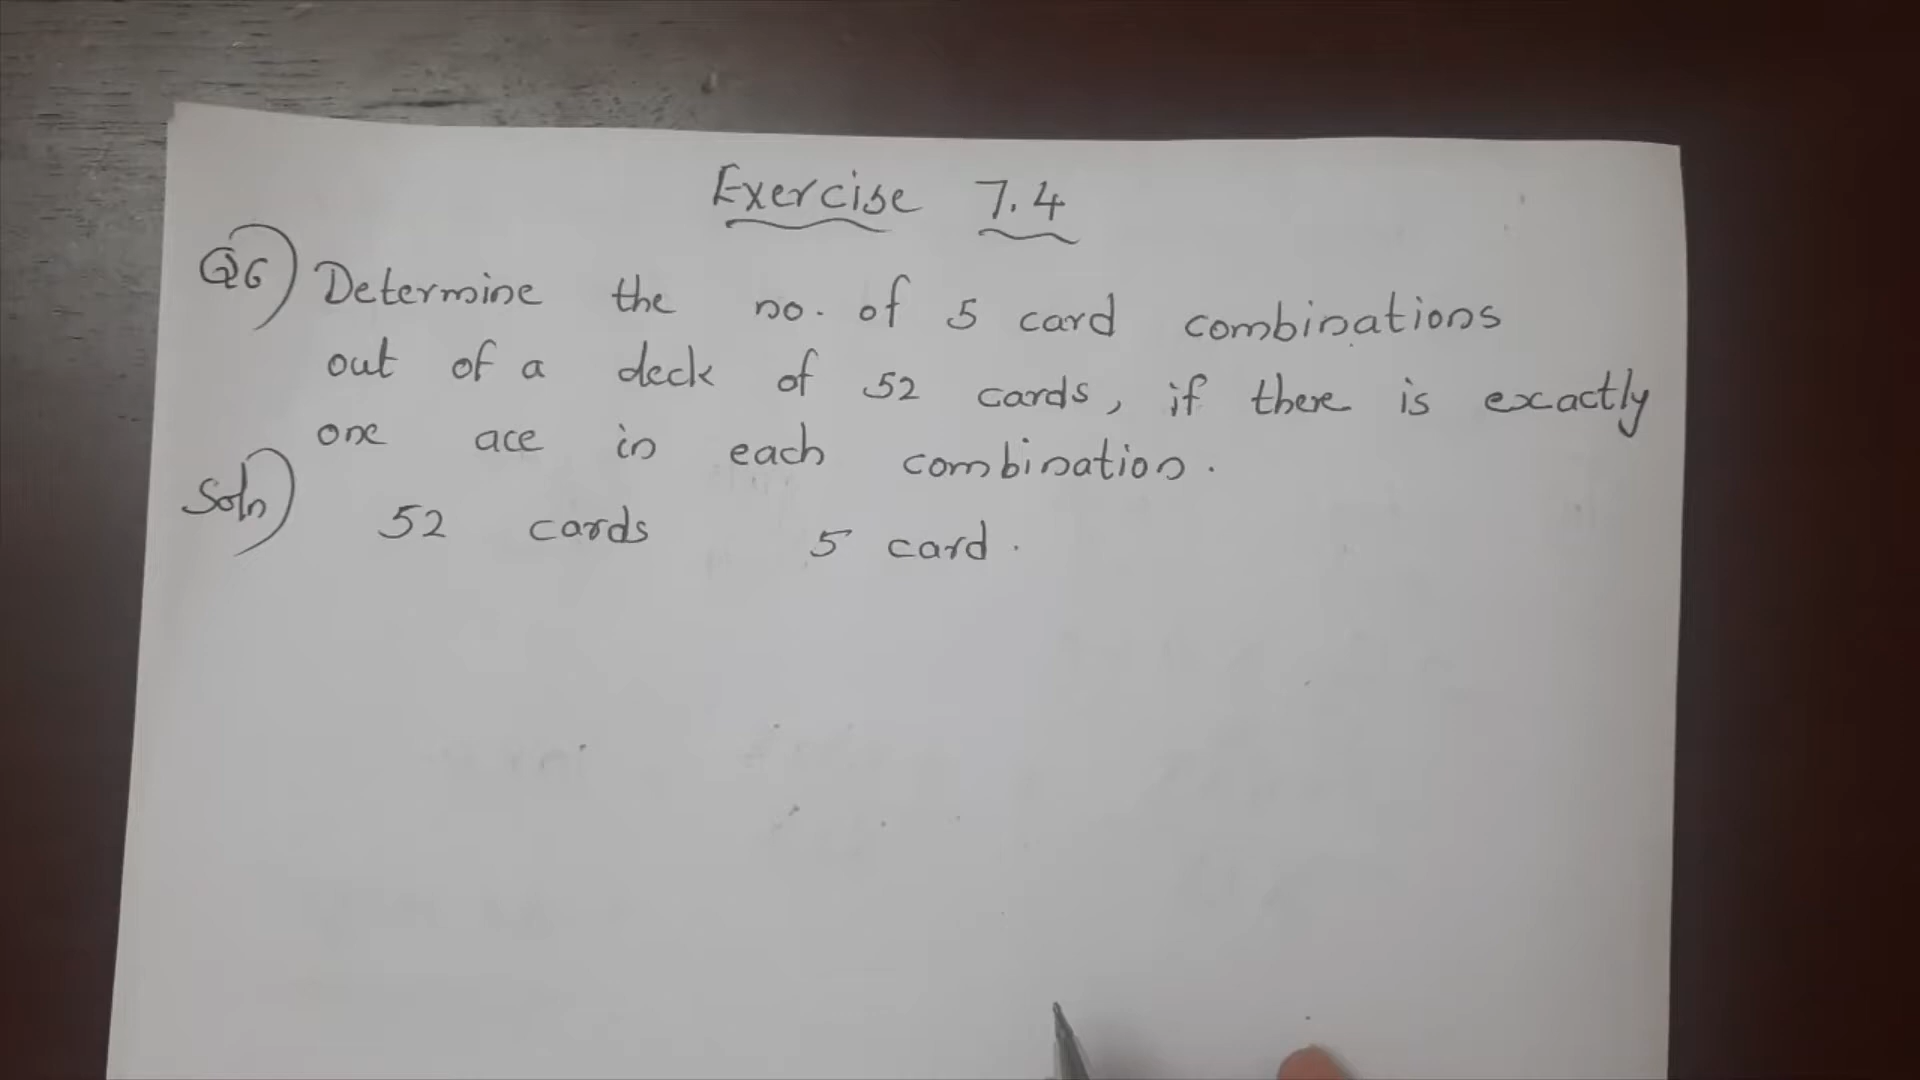 Exercise 7.4
Q6) Determine the no. of 5 card combinations
out of a deck of 52 cards, if there is exactly
one ace in each combination.
Soln) 52 cards 5 card.